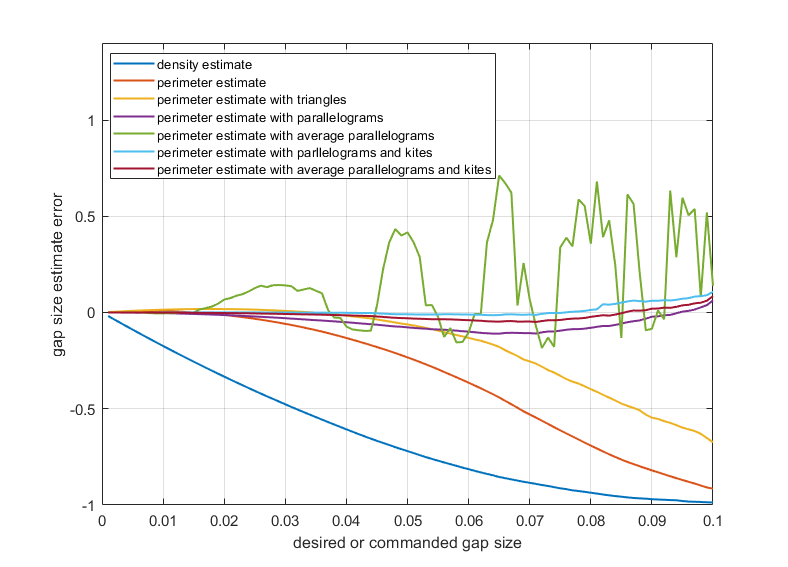 density estimate
perimeter estimate
perimeter estimate with triangles
perimeter estimate with parallelograms
perimeter estimate with average parallelograms
perimeter estimate with parllelograms and kites
perimeter estimate with average parallelograms and kites
gap size estimate error
1
0.5
0
-0.5
-1
0 0.01 0.02 0.03 0.04 0.05 0.06 0.07 0.08 0.09 0.1
desired or commanded gap size